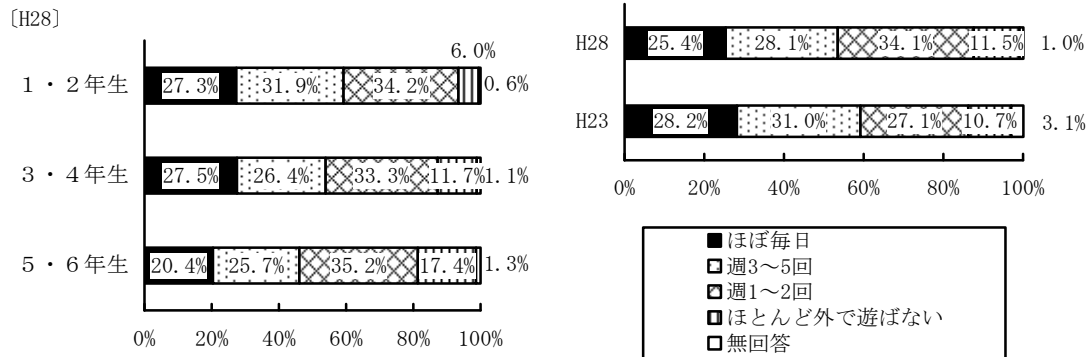 〔H28〕
6.0%
1・2年生 27.3% 31.9% 34.2% 0.6%
3・4年生 27.5% 26.4% 33.3% 11.7% 1.1%
5・6年生 20.4% 25.7% 35.2% 17.4% 1.3%
0% 20% 40% 60% 80% 100%
H28 25.4% 28.1% 34.1% 11.5% 1.0%
H23 28.2% 31.0% 27.1% 10.7% 3.1%
0% 20% 40% 60% 80% 100%
ほぼ毎日
週3～5回
週1～2回
ほとんど外で遊ばない
無回答